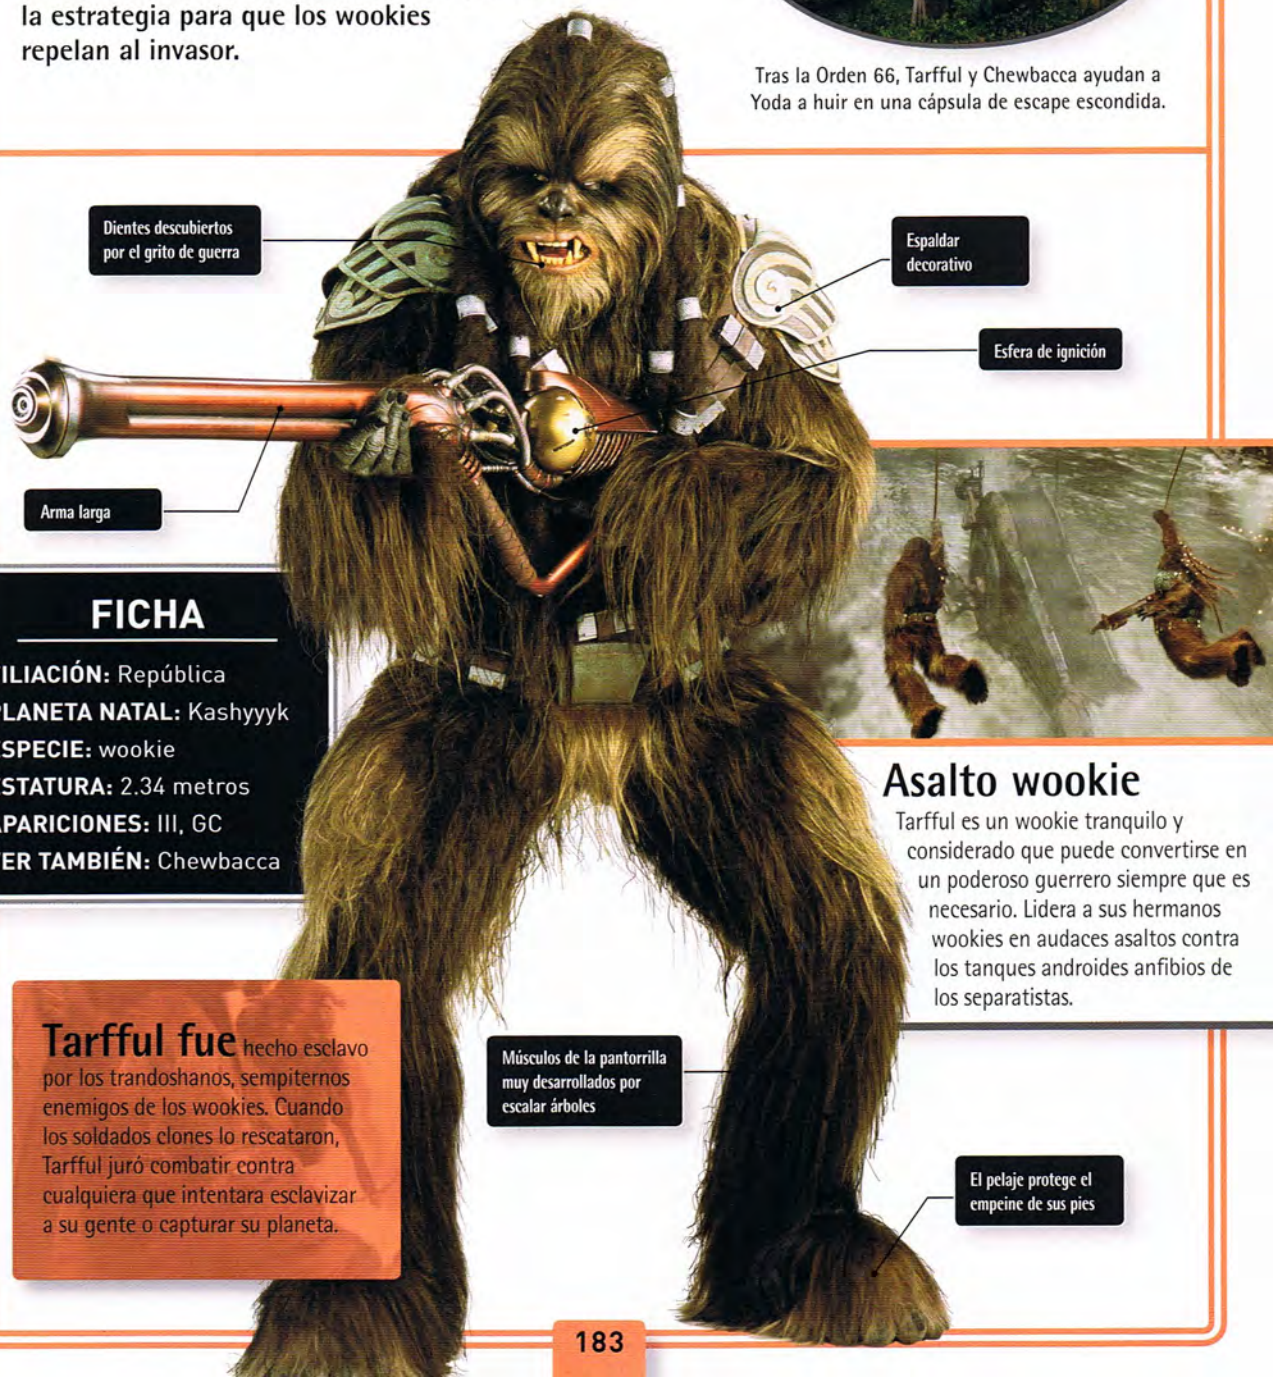 la estrategia para que los wookies
repelan al invasor.
Tras la Orden 66, Tarfful y Chewbacca ayudan a
Yoda a huir en una cápsula de escape escondida.
Dientes descubiertos
por el grito de guerra
Espaldar
decorativo
Esfera de ignición
Arma larga
FICHA
ILIACIÓN: República
PLANETA NATAL: Kashyyyk
ESPECIE: wookie
ESTATURA: 2.34 metros
APARICIONES: III, GC
VER TAMBIÉN: Chewbacca
Asalto wookie
Tarfful es un wookie tranquilo y
considerado que puede convertirse en
un poderoso guerrero siempre que es
necesario. Lidera a sus hermanos
wookies en audaces asaltos contra
los tanques androides anfibios de
los separatistas.
Tarfful fue hecho esclavo
por los trandoshanos, sempiternos
enemigos de los wookies. Cuando
los soldados clones lo rescataron,
Tarfful juró combatir contra
cualquiera que intentara esclavizar
a su gente o capturar su planeta.
Músculos de la pantorrilla
muy desarrollados por
escalar árboles
El pelaje protege el
empeine de sus pies
183